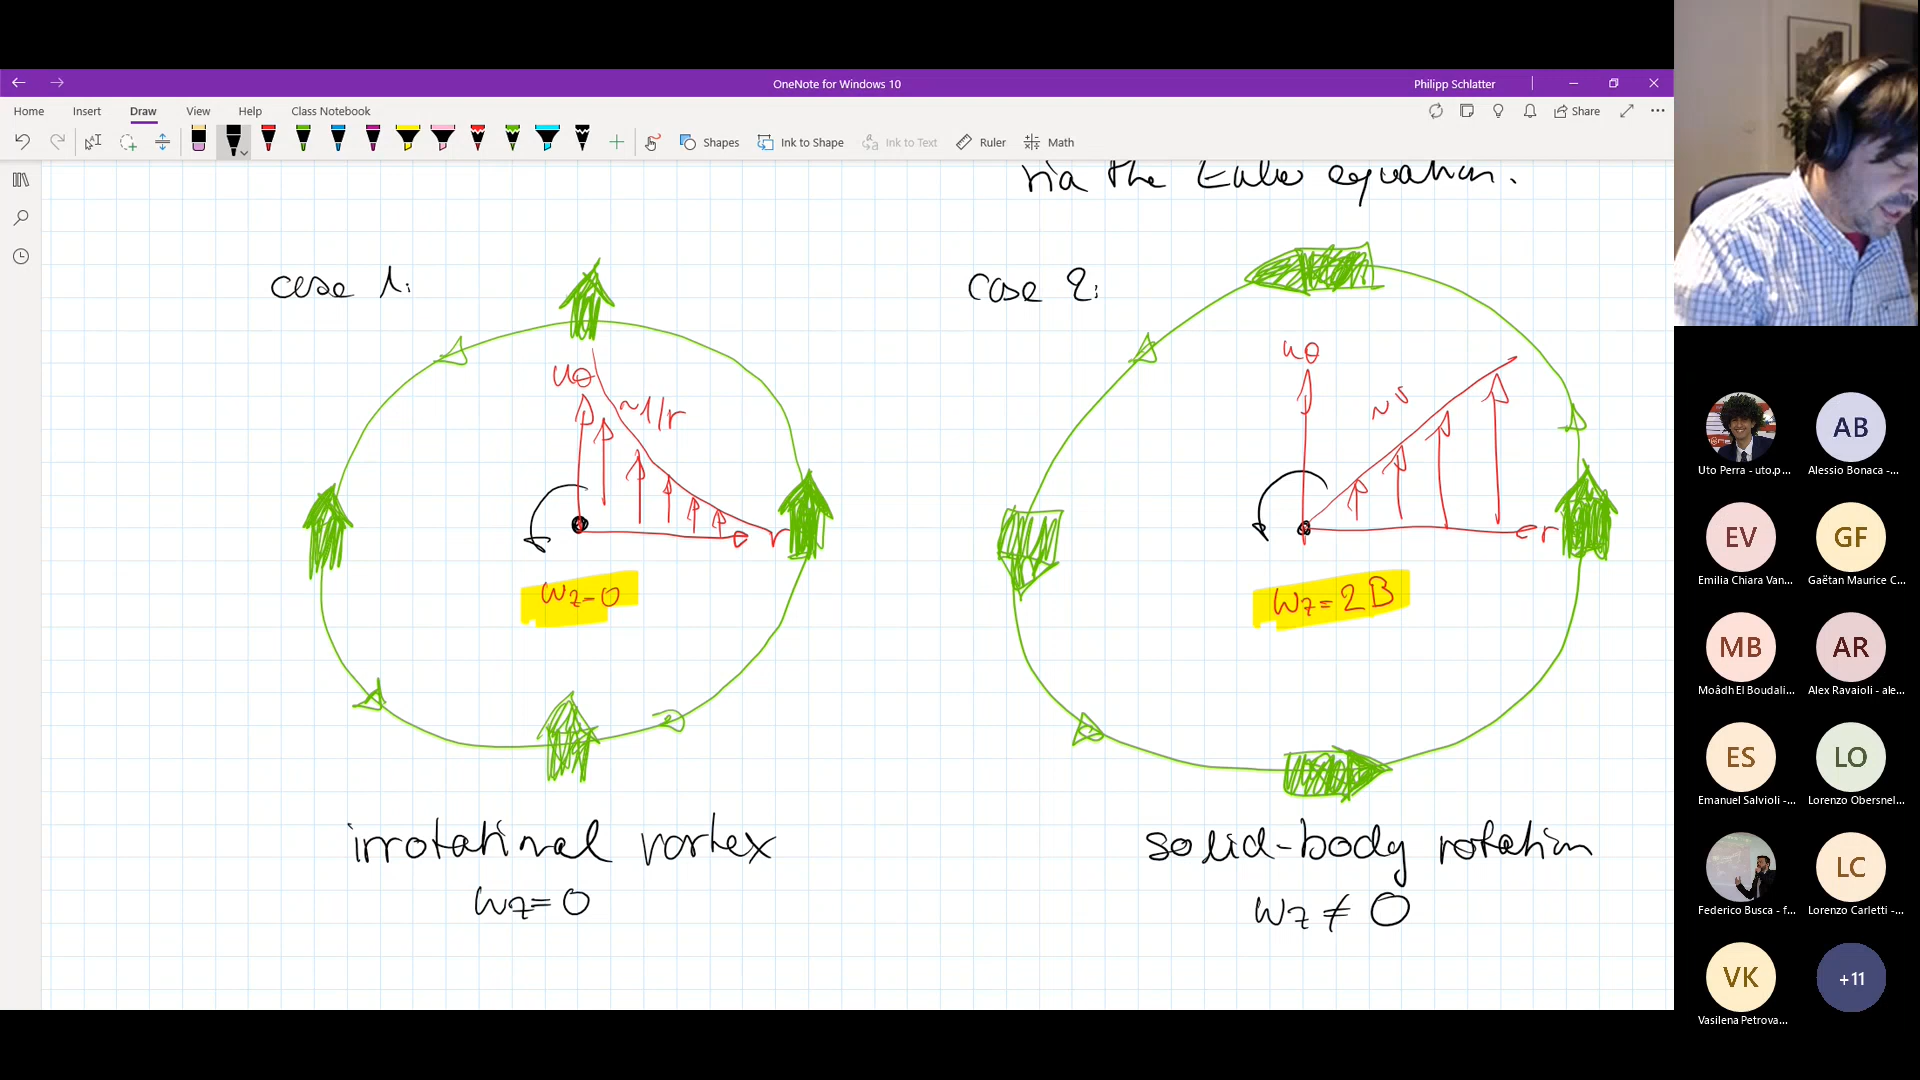 OneNote for Windows 10
Philipp Schlatter
Home Insert Draw View Help Class Notebook
Share
Shapes Ink to Shape Ink to Text Ruler Math
via the Euler equation.
case 1:
case 2:
uθ
~1/r
r
ωz=0
uθ
~r
r
ωz=2B
irrotational vortex
ωz=0
solid-body rotation
ωz ≠ 0
Uto Perra - uto.p...
AB
Alessio Bonaca -...
EV
Emilia Chiara Van...
GF
Gaëtan Maurice C...
MB
Moâdh El Boudali...
AR
Alex Ravaioli - ale...
ES
Emanuel Salvioli -...
LO
Lorenzo Obersnel...
Federico Busca - f...
LC
Lorenzo Carletti -...
VK
Vasilena Petrova...
+11